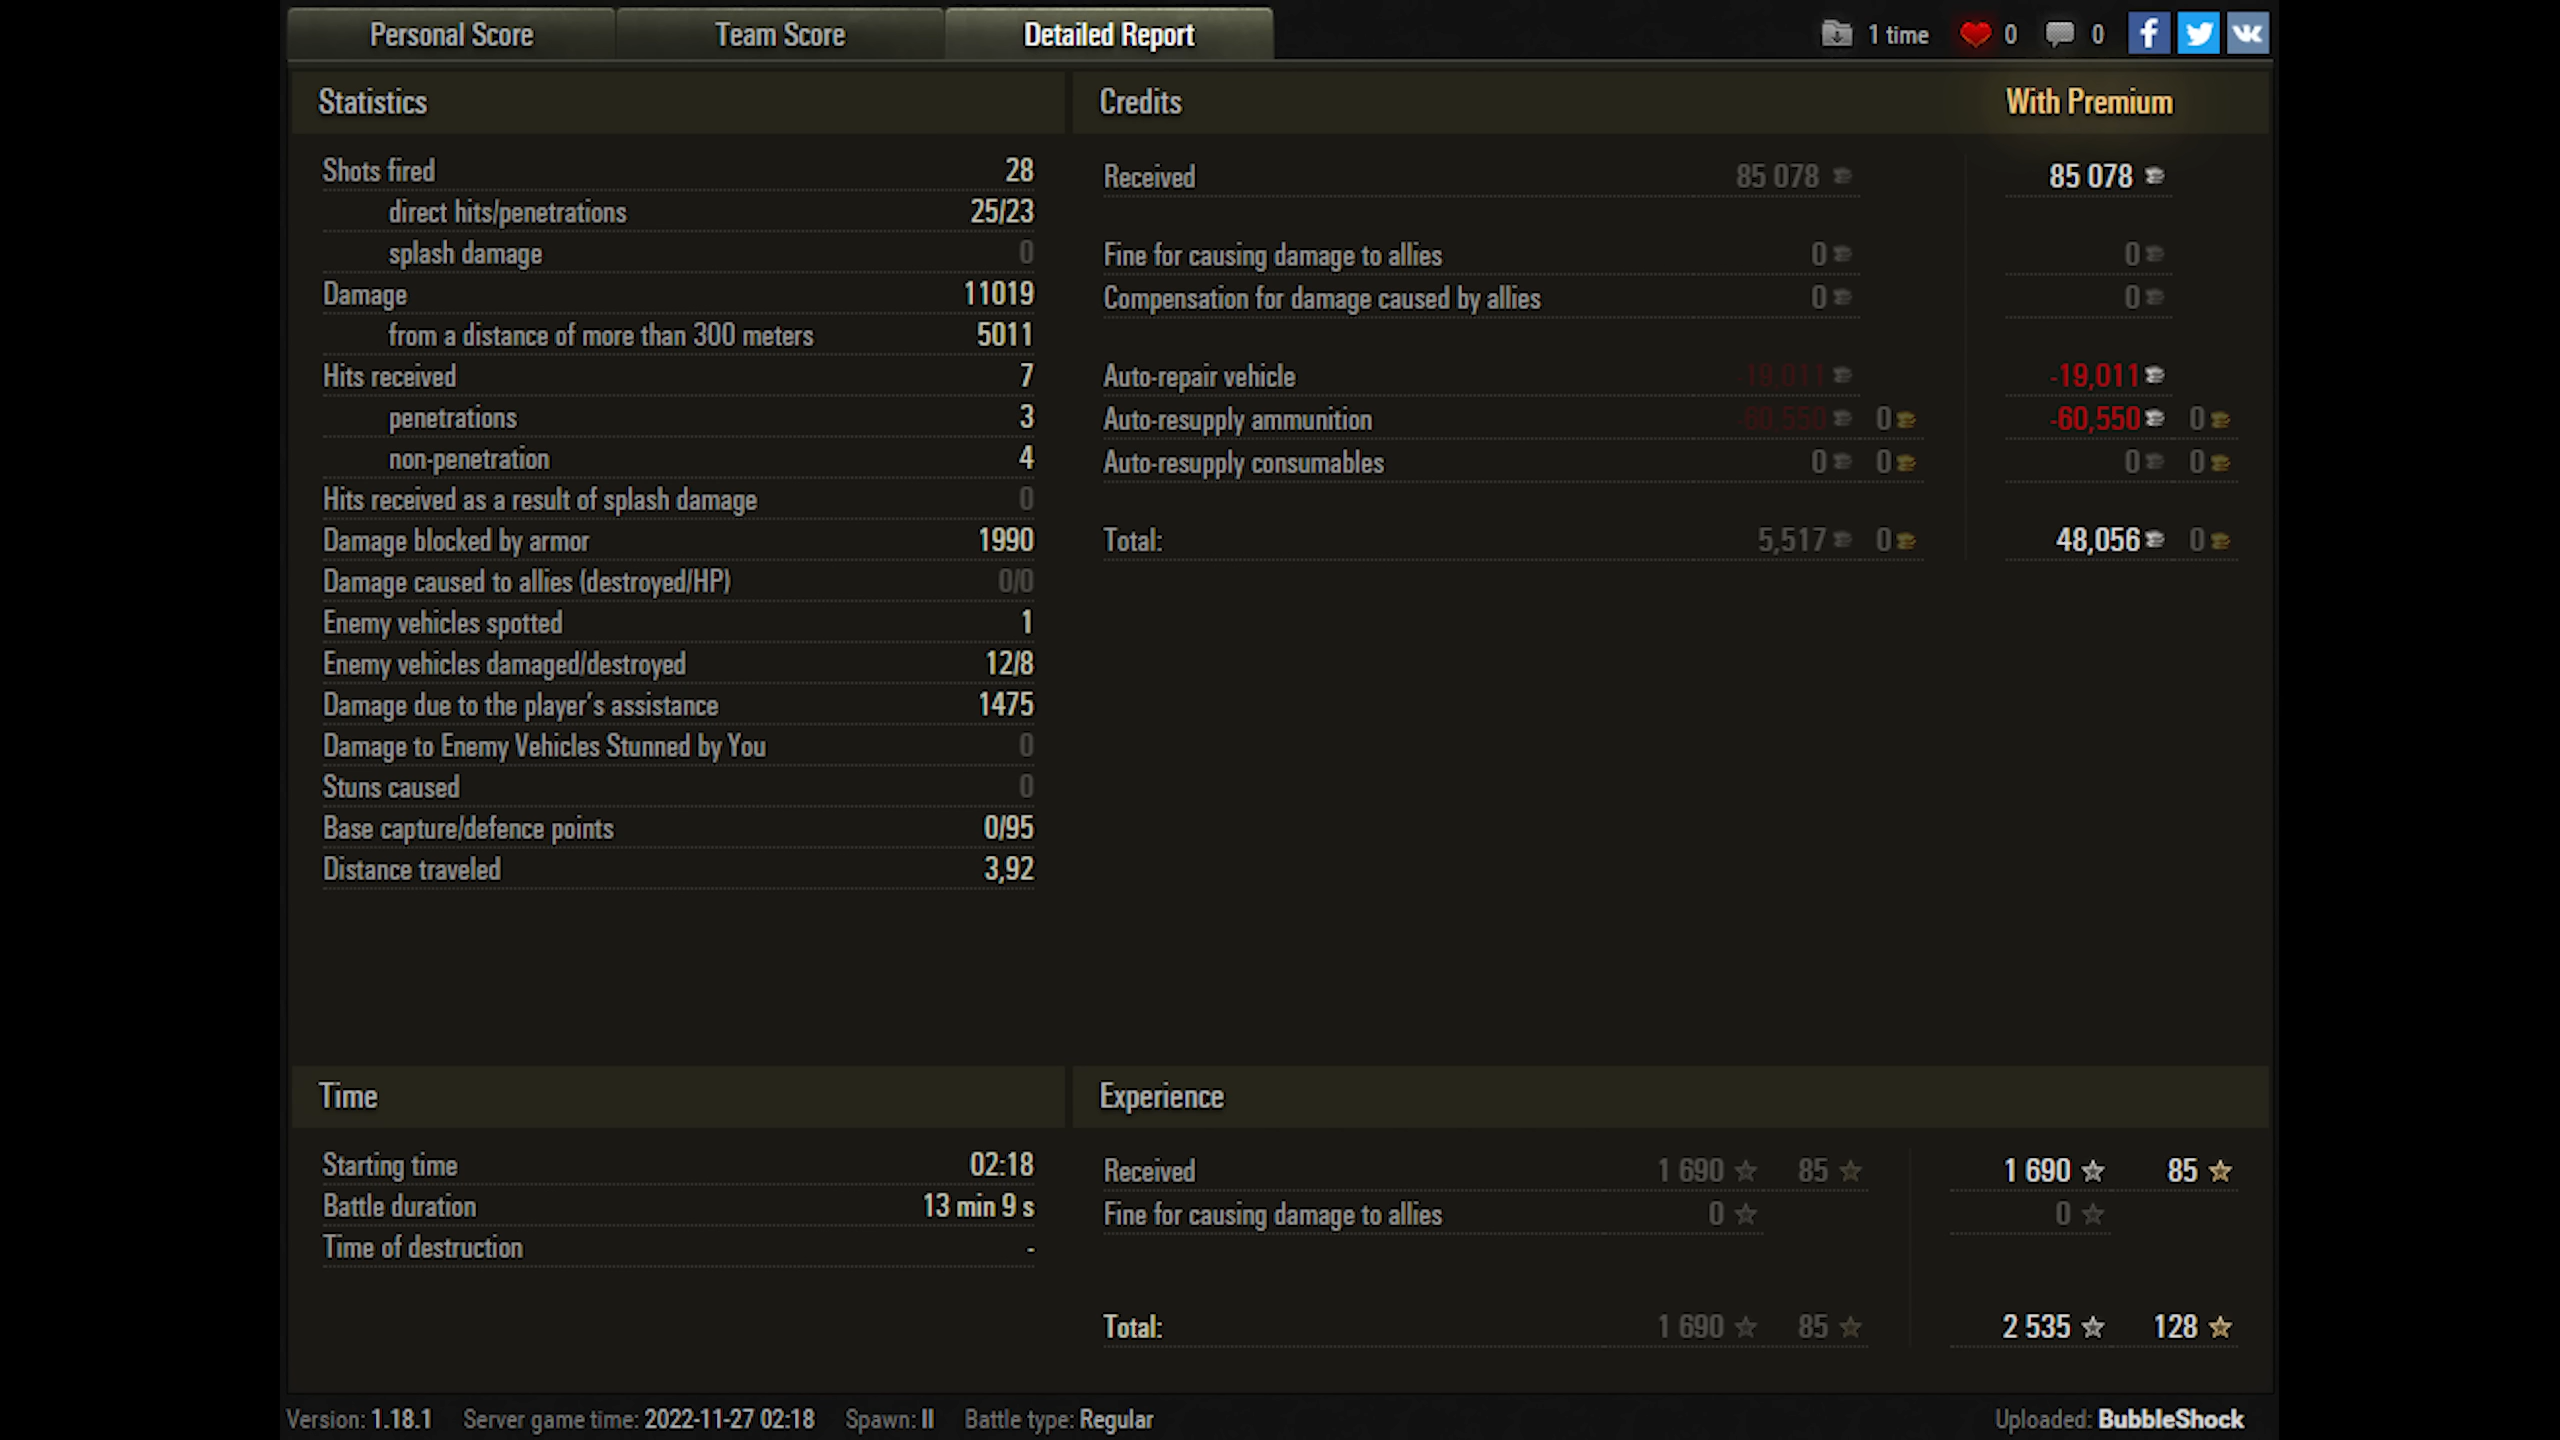 Personal Score Team Score Detailed Report 1 time 0 0
Statistics
Shots fired 28
direct hits/penetrations 25/23
splash damage 0
Damage 11019
from a distance of more than 300 meters 5011
Hits received 7
penetrations 3
non-penetration 4
Hits received as a result of splash damage 0
Damage blocked by armor 1990
Damage caused to allies (destroyed/HP) 0/0
Enemy vehicles spotted 1
Enemy vehicles damaged/destroyed 12/8
Damage due to the player's assistance 1475
Damage to Enemy Vehicles Stunned by You 0
Stuns caused 0
Base capture/defence points 0/95
Distance traveled 3,92
Credits With Premium
Received 85 078 85 078
Fine for causing damage to allies 0 0
Compensation for damage caused by allies 0 0
Auto-repair vehicle -19,011 -19,011
Auto-resupply ammunition -60,550 0 -60,550 0
Auto-resupply consumables 0 0 0 0
Total: 5,517 0 48,056 0
Time
Starting time 02:18
Battle duration 13 min 9 s
Time of destruction -
Experience
Received 1 690 85 1 690 85
Fine for causing damage to allies 0 0
Total: 1 690 85 2 535 128
Version: 1.18.1 Server game time: 2022-11-27 02:18 Spawn: II Battle type: Regular Uploaded: BubbleShock